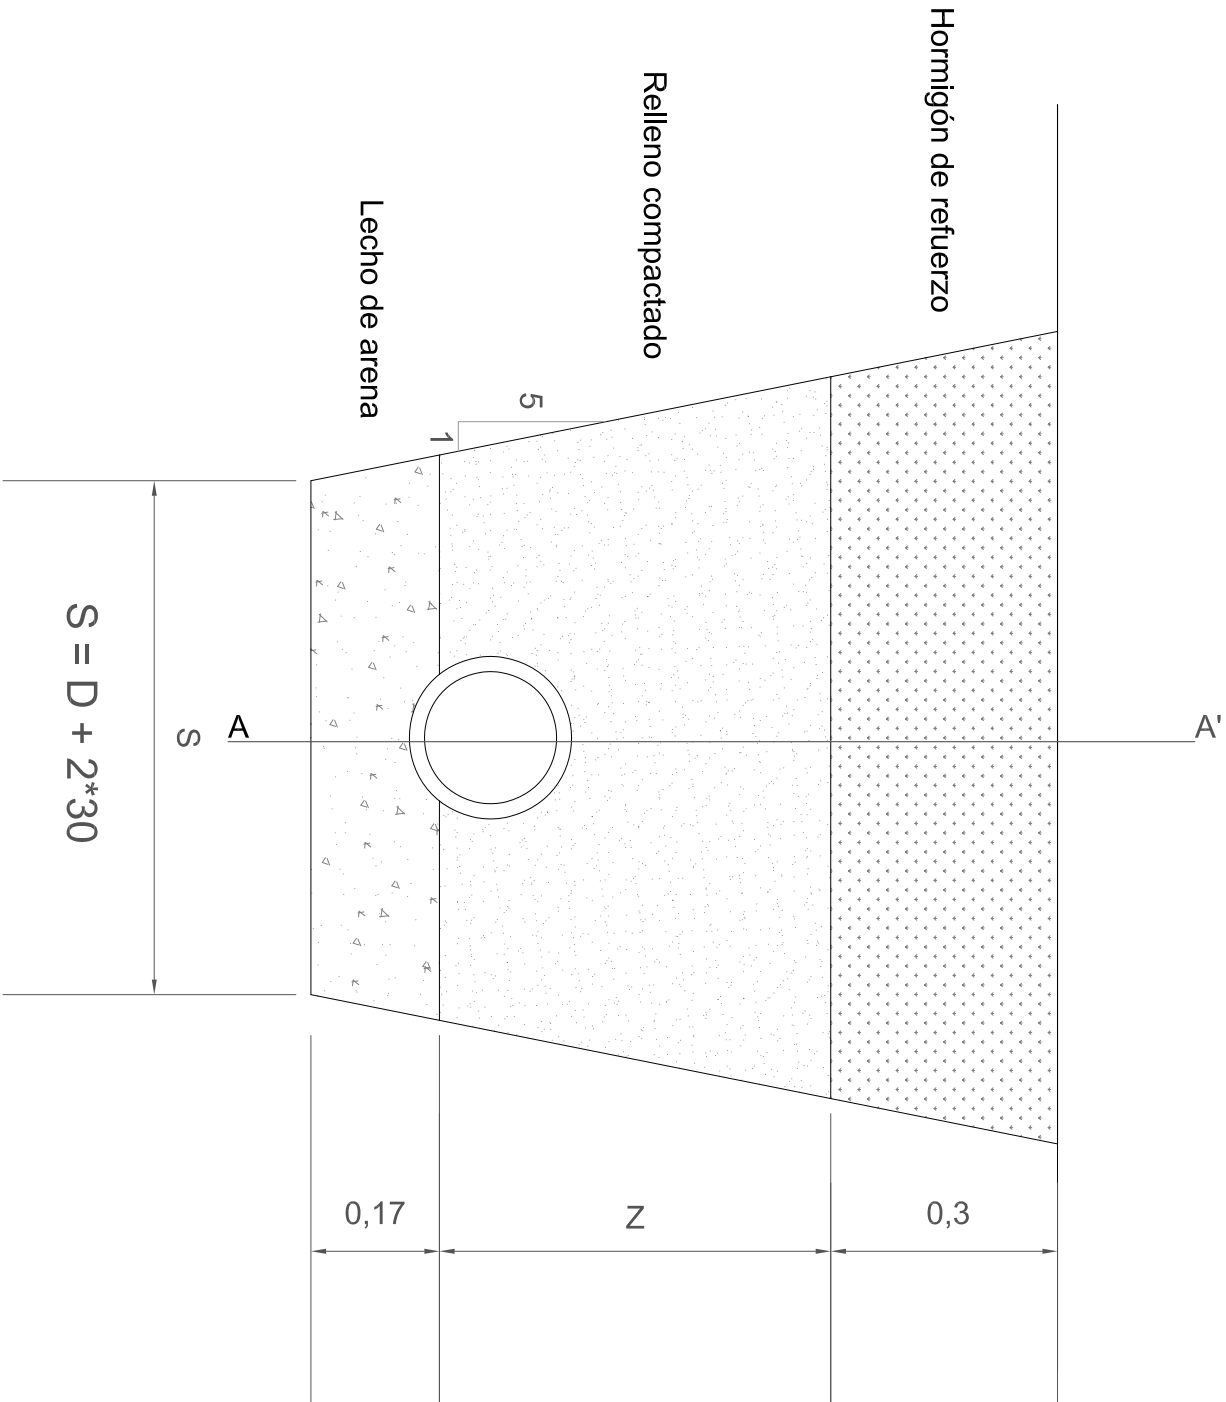 Hormigón de refuerzo
Relleno compactado
Lecho de arena
5
1
A
A'
S
S = D + 2*30
0,17
Z
0,3